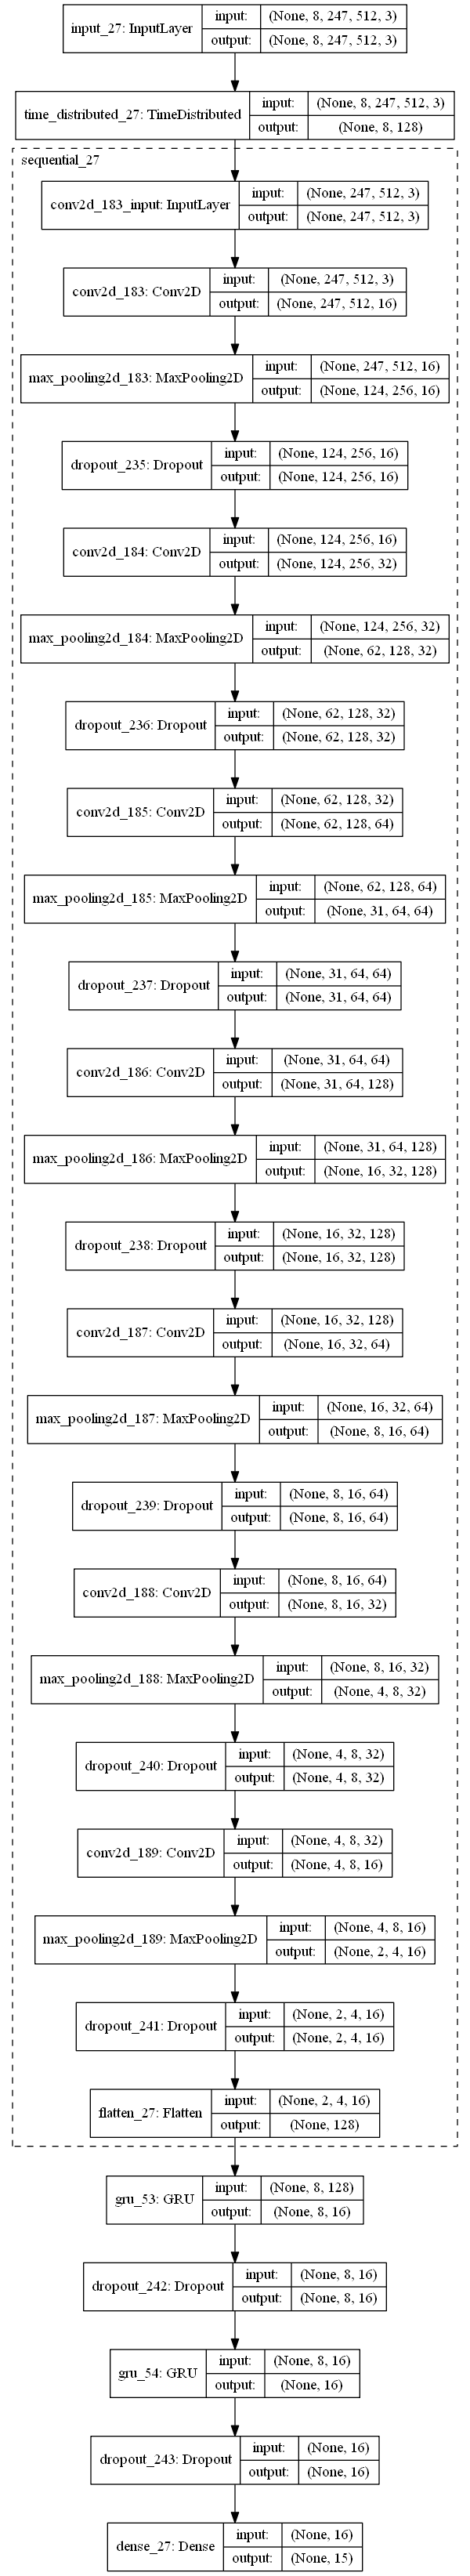 input_27: InputLayer
input:
(None, 8, 247, 512, 3)
output:
(None, 8, 247, 512, 3)
time_distributed_27: TimeDistributed
input:
(None, 8, 247, 512, 3)
output:
(None, 8, 128)
sequential_27
conv2d_183_input: InputLayer
input:
(None, 247, 512, 3)
output:
(None, 247, 512, 3)
conv2d_183: Conv2D
input:
(None, 247, 512, 3)
output:
(None, 247, 512, 16)
max_pooling2d_183: MaxPooling2D
input:
(None, 247, 512, 16)
output:
(None, 124, 256, 16)
dropout_235: Dropout
input:
(None, 124, 256, 16)
output:
(None, 124, 256, 16)
conv2d_184: Conv2D
input:
(None, 124, 256, 16)
output:
(None, 124, 256, 32)
max_pooling2d_184: MaxPooling2D
input:
(None, 124, 256, 32)
output:
(None, 62, 128, 32)
dropout_236: Dropout
input:
(None, 62, 128, 32)
output:
(None, 62, 128, 32)
conv2d_185: Conv2D
input:
(None, 62, 128, 32)
output:
(None, 62, 128, 64)
max_pooling2d_185: MaxPooling2D
input:
(None, 62, 128, 64)
output:
(None, 31, 64, 64)
dropout_237: Dropout
input:
(None, 31, 64, 64)
output:
(None, 31, 64, 64)
conv2d_186: Conv2D
input:
(None, 31, 64, 64)
output:
(None, 31, 64, 128)
max_pooling2d_186: MaxPooling2D
input:
(None, 31, 64, 128)
output:
(None, 16, 32, 128)
dropout_238: Dropout
input:
(None, 16, 32, 128)
output:
(None, 16, 32, 128)
conv2d_187: Conv2D
input:
(None, 16, 32, 128)
output:
(None, 16, 32, 64)
max_pooling2d_187: MaxPooling2D
input:
(None, 16, 32, 64)
output:
(None, 8, 16, 64)
dropout_239: Dropout
input:
(None, 8, 16, 64)
output:
(None, 8, 16, 64)
conv2d_188: Conv2D
input:
(None, 8, 16, 64)
output:
(None, 8, 16, 32)
max_pooling2d_188: MaxPooling2D
input:
(None, 8, 16, 32)
output:
(None, 4, 8, 32)
dropout_240: Dropout
input:
(None, 4, 8, 32)
output:
(None, 4, 8, 32)
conv2d_189: Conv2D
input:
(None, 4, 8, 32)
output:
(None, 4, 8, 16)
max_pooling2d_189: MaxPooling2D
input:
(None, 4, 8, 16)
output:
(None, 2, 4, 16)
dropout_241: Dropout
input:
(None, 2, 4, 16)
output:
(None, 2, 4, 16)
flatten_27: Flatten
input:
(None, 2, 4, 16)
output:
(None, 128)
gru_53: GRU
input:
(None, 8, 128)
output:
(None, 8, 16)
dropout_242: Dropout
input:
(None, 8, 16)
output:
(None, 8, 16)
gru_54: GRU
input:
(None, 8, 16)
output:
(None, 16)
dropout_243: Dropout
input:
(None, 16)
output:
(None, 16)
dense_27: Dense
input:
(None, 16)
output:
(None, 15)